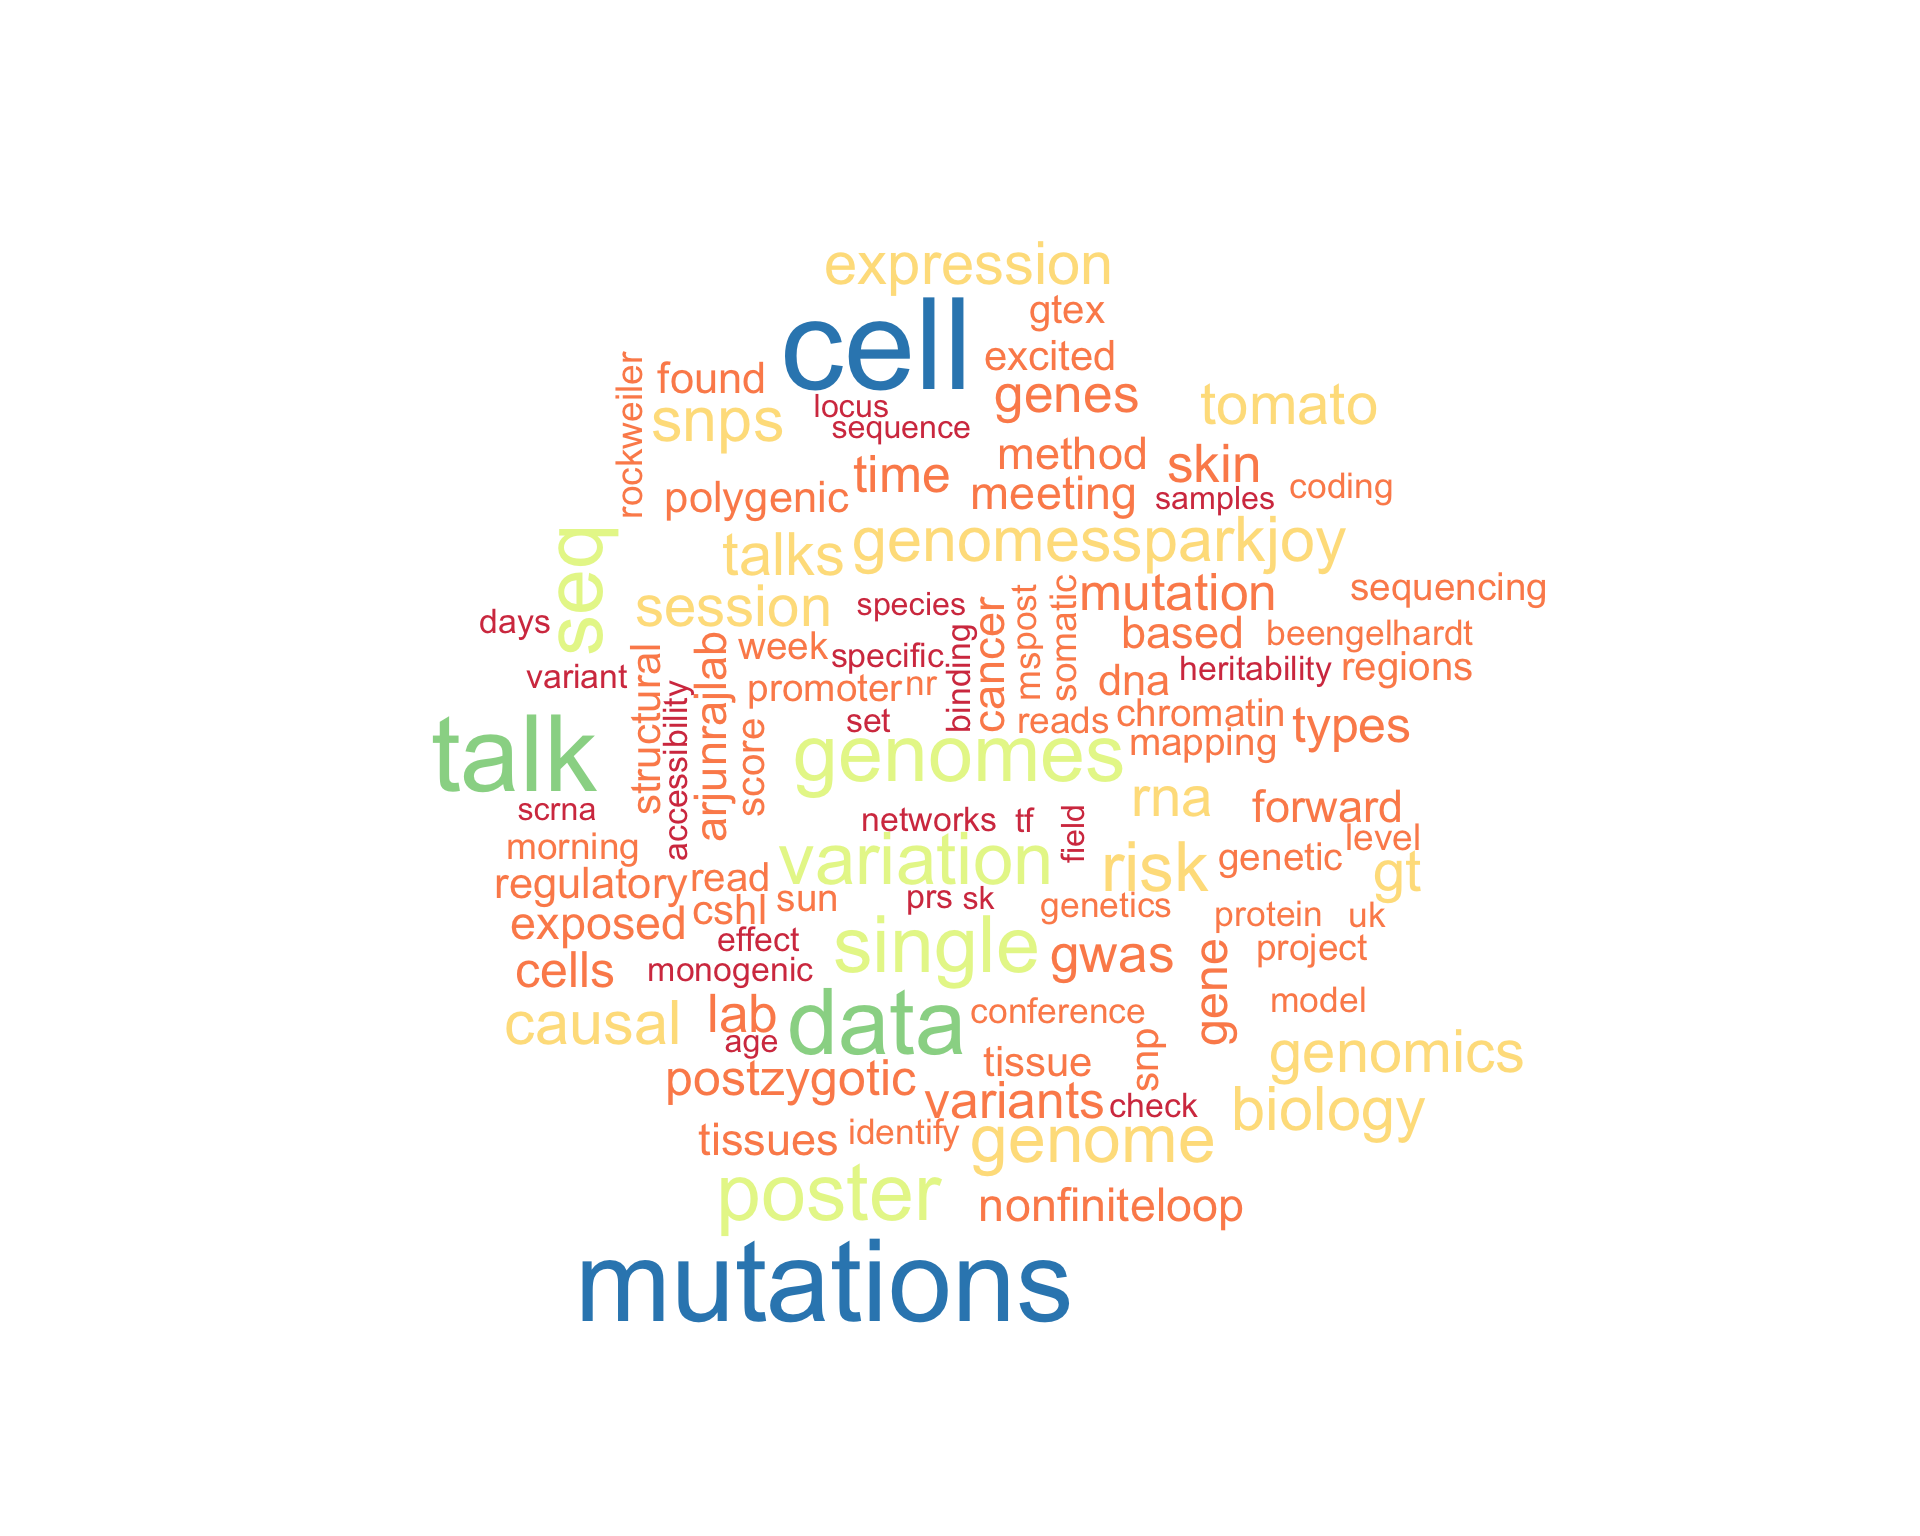 expression
cell
gtex
excited
found
genes
rockweiler
snps
locus
sequence
tomato
method
skin
time
polygenic
meeting
samples
coding
seq
talks
genomessparkjoy
mutation
sequencing
session
species
days
week
specific
binding
cancer
mspost
somatic
based
beengelhardt
variant
structural
accessibility
arjunrajlab
promoter
nr
dna
heritability
regions
talk
score
set
reads
chromatin
types
genomes
mapping
scrna
networks
tf
field
rna
forward
morning
variation
risk
genetic
level
gt
regulatory
read
cshl
sun
prs
sk
genetics
protein
uk
exposed
effect
single
gwas
gene
project
cells
monogenic
causal
lab
age
data
conference
model
tissue
snp
genomics
postzygotic
variants
check
biology
tissues
identify
genome
poster
nonfiniteloop
mutations